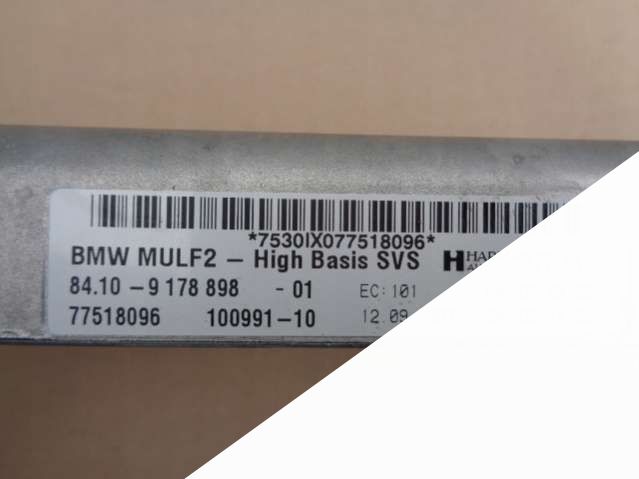 *7530IX077518096*
BMW MULF2 – High Basis SVS
84.10 – 9 178 898 - 01 EC: 101
77518096 100991-10 12.09